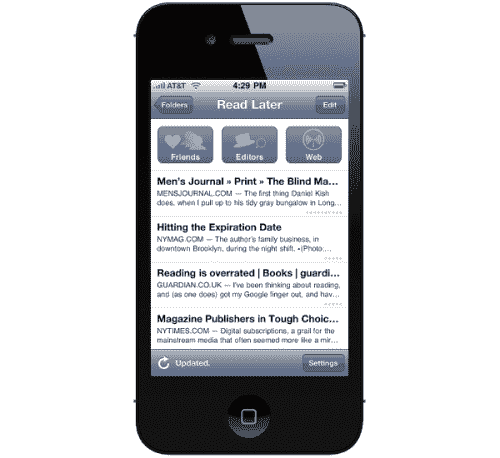 AT&T 4:29 PM
Folders Read Later Edit
Friends Editors Web
Men's Journal » Print » The Blind Ma...
MENSJOURNAL.COM — The first thing Daniel Kish
does, when I pull up to his tidy gray bungalow in Long...
Hitting the Expiration Date
NYMAG.COM — The author's family business, in
downtown Brooklyn, during the night shift. •(Photo:...
Reading is overrated | Books | guardi...
GUARDIAN.CO.UK — I've been thinking about reading,
and (as one does) got my Google finger out, and hav...
Magazine Publishers in Tough Choic...
NYTIMES.COM — Digital subscriptions, a grail for the
mainstream media that often seemed more like a mir...
Updated. Settings